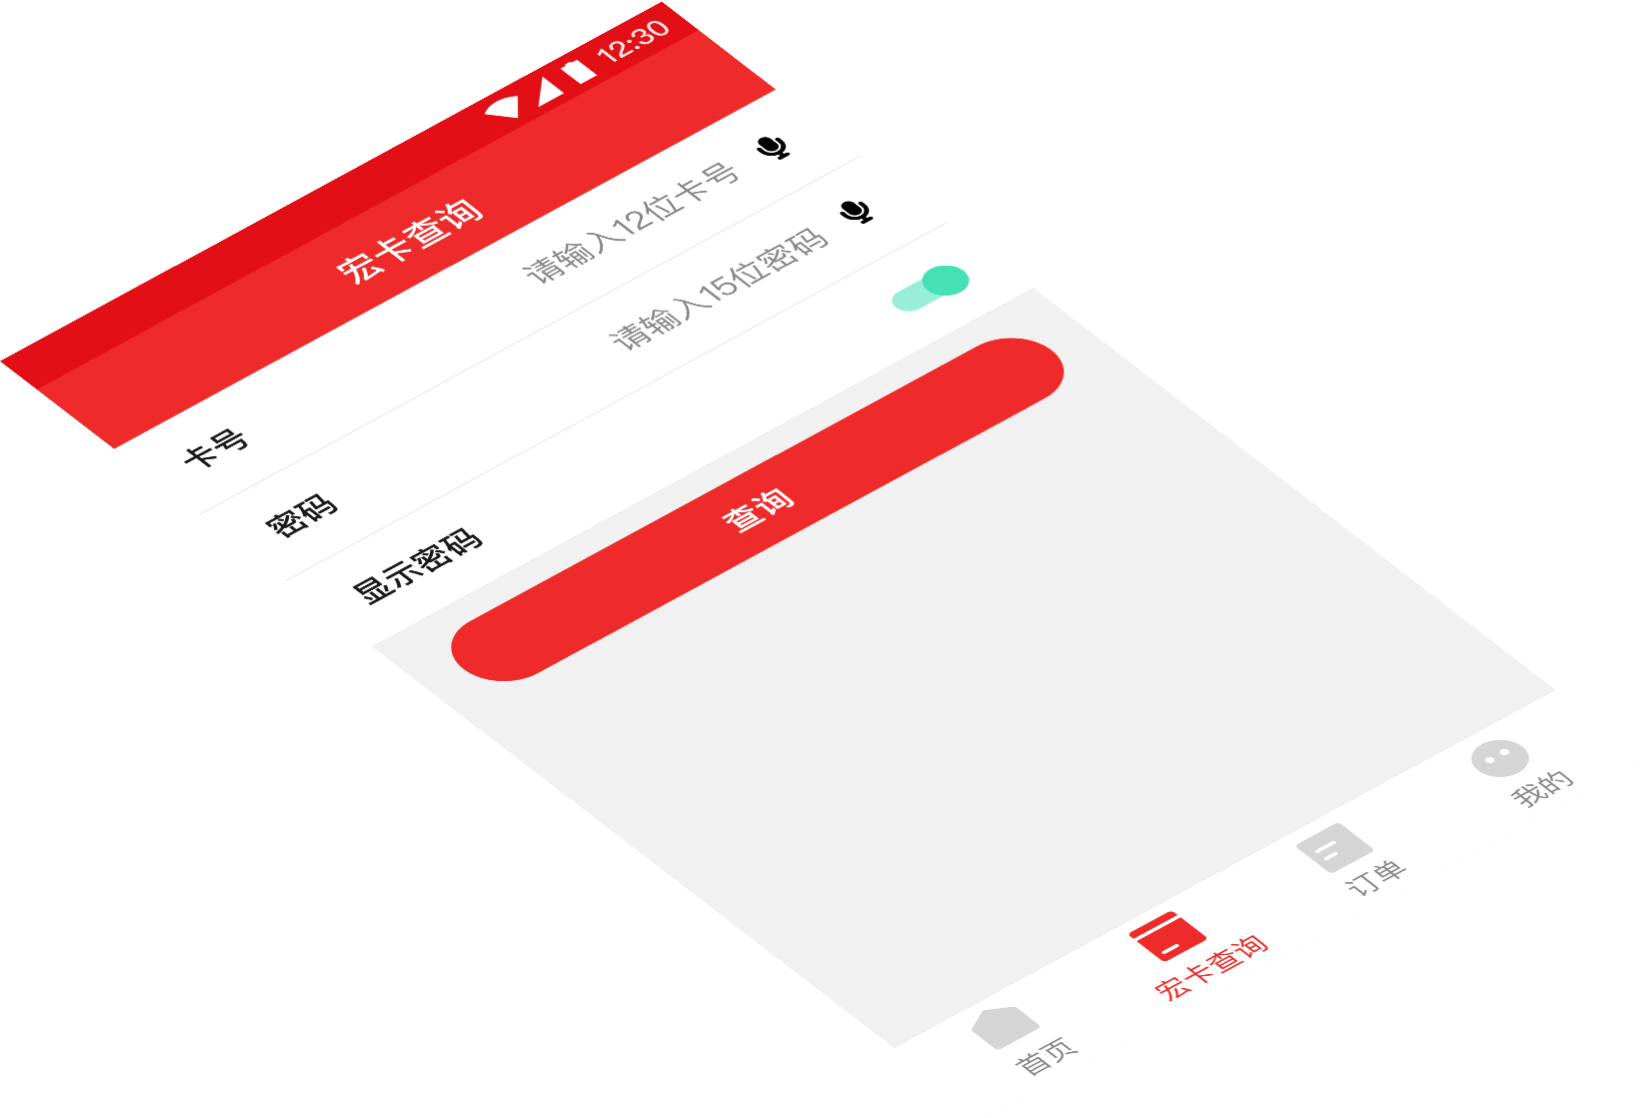 12:30
宏卡查询
卡号 请输入12位卡号
密码 请输入15位密码
显示密码
查询
首页
宏卡查询
订单
我的